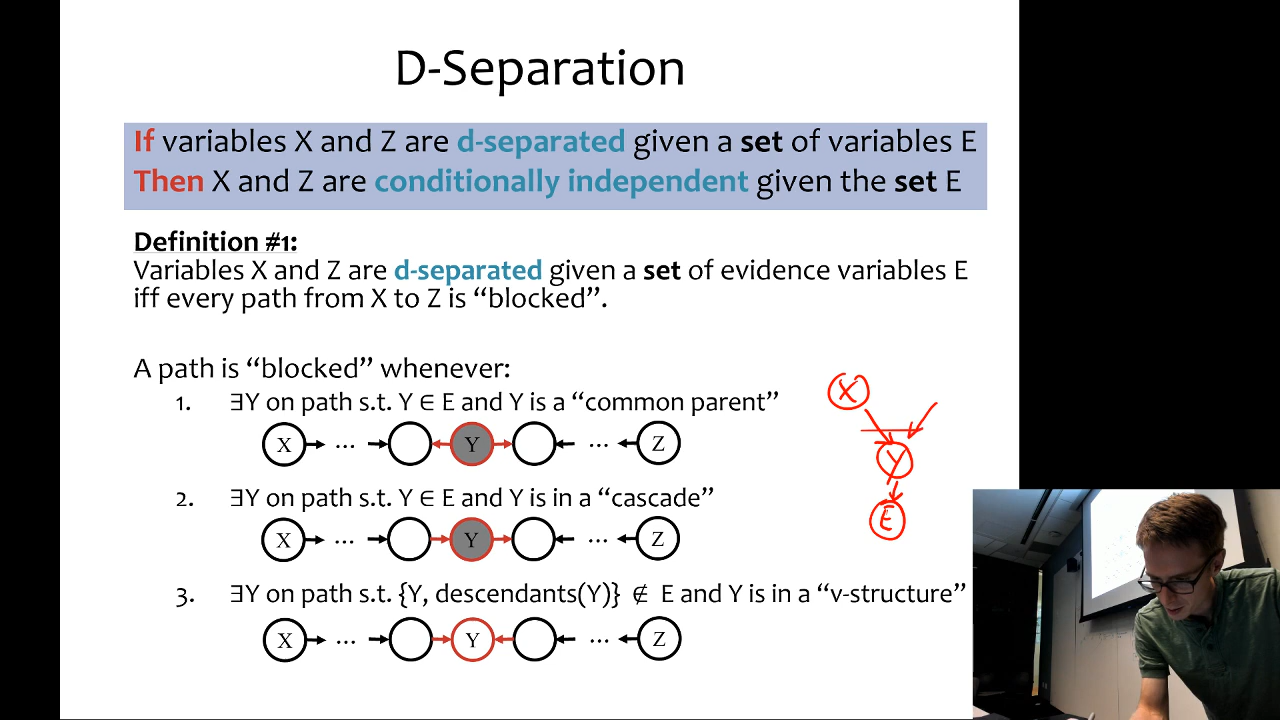 D-Separation
If variables X and Z are d-separated given a set of variables E
Then X and Z are conditionally independent given the set E
Definition #1:
Variables X and Z are d-separated given a set of evidence variables E
iff every path from X to Z is “blocked”.
A path is “blocked” whenever:
1. ∃Y on path s.t. Y ∈ E and Y is a “common parent”
X ... Y ... Z
2. ∃Y on path s.t. Y ∈ E and Y is in a “cascade”
X ... Y ... Z
3. ∃Y on path s.t. {Y, descendants(Y)} ∉ E and Y is in a “v-structure”
X ... Y ... Z
X
Y
E